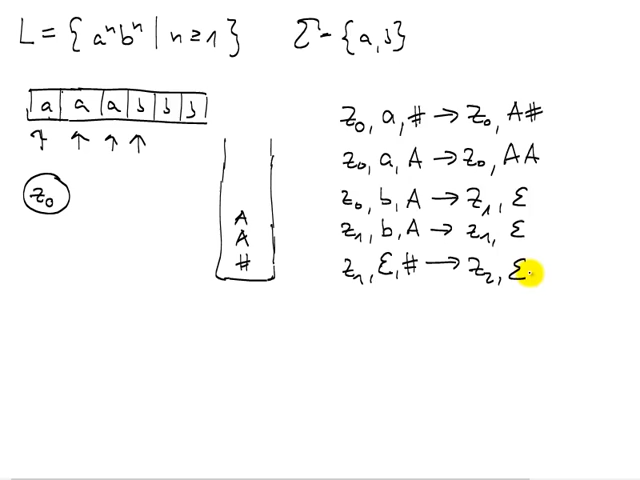 L = { aⁿbⁿ | n ≥ 1 } Σ = {a, b}
a a a b b b
z₀, a, # → z₀, A#
z₀, a, A → z₀, AA
z₀
z₀, b, A → z₁, ε
A
z₁, b, A → z₁, ε
A
#
z₁, ε, # → z₂, ε